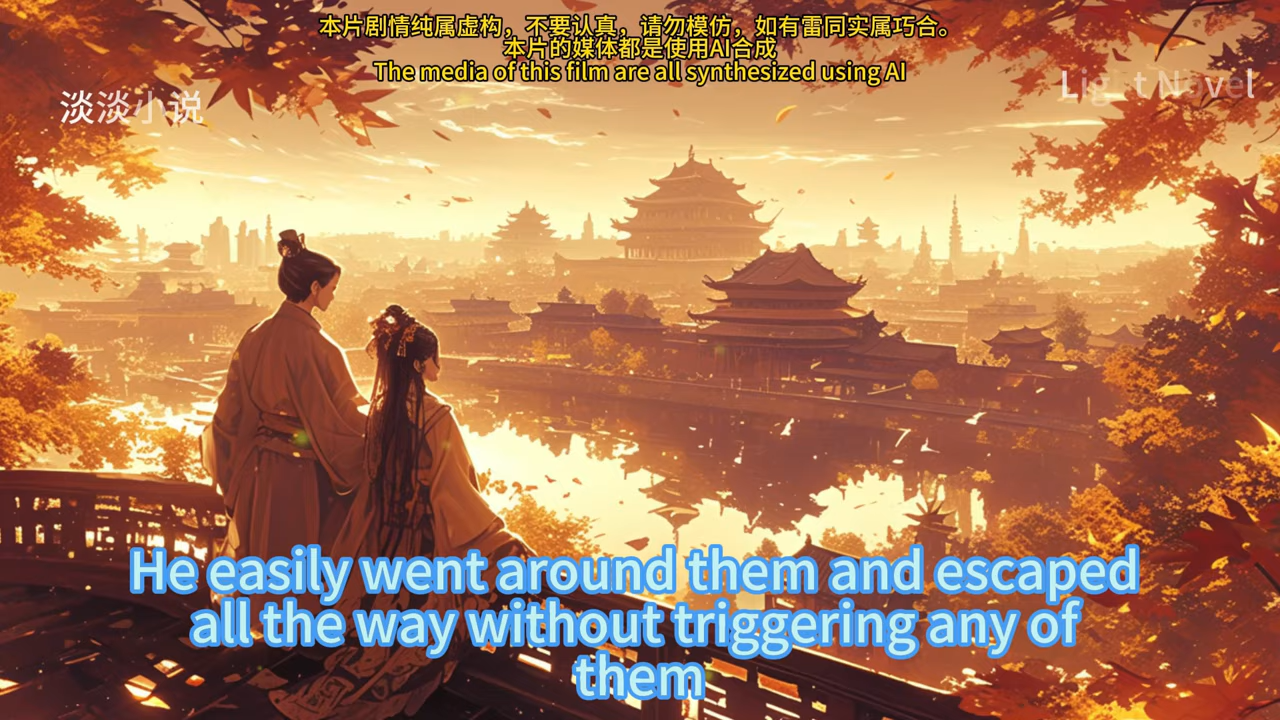 本片剧情纯属虚构，不要认真，请勿模仿，如有雷同实属巧合。
本片的媒体都是使用AI合成
The media of this film are all synthesized using AI
淡淡小说
Light Novel
He easily went around them and escaped
all the way without triggering any of
them